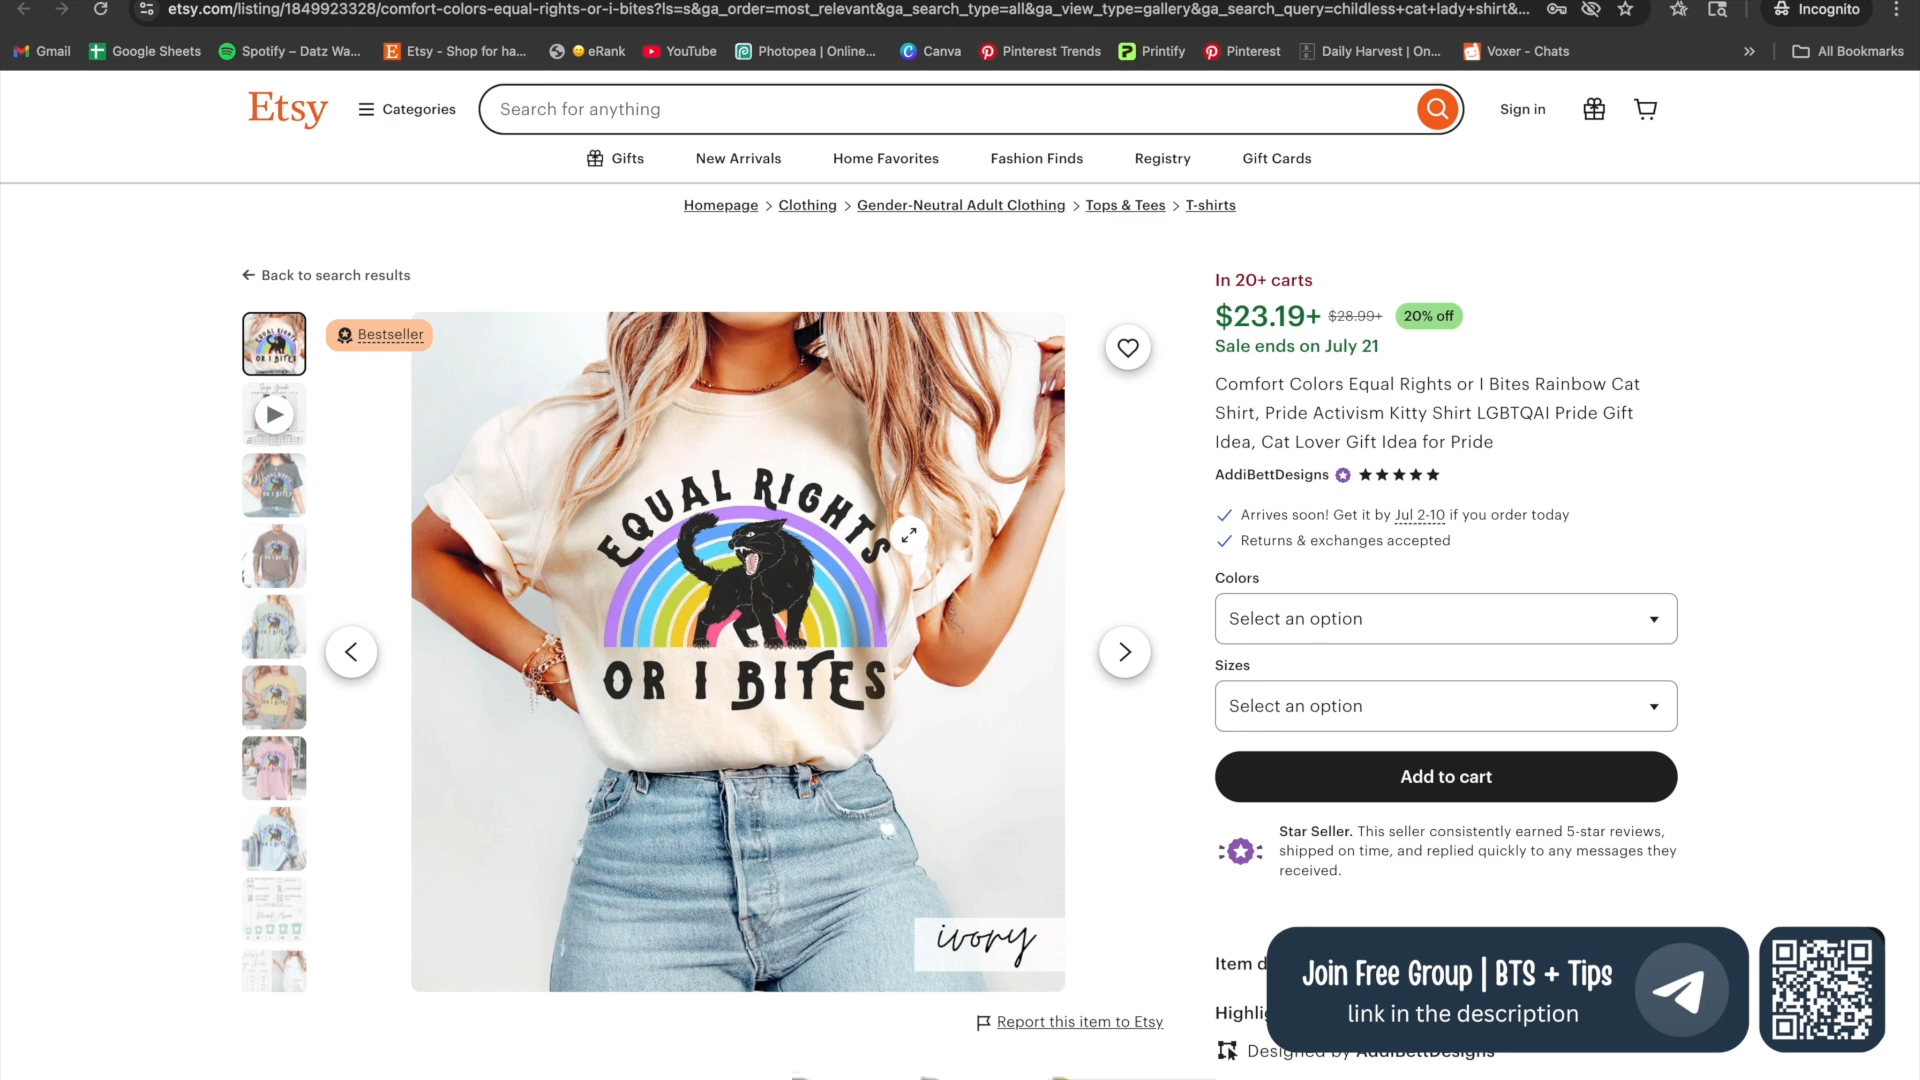 etsy.com/listing/1849923328/comfort-colors-equal-rights-or-i-bites?ls=s&ga_order=most_relevant&ga_search_type=all&ga_view_type=gallery&ga_search_query=childless+cat+lady+shirt&...
Incognito
Gmail
Google Sheets
Spotify – Datz Wa...
Etsy - Shop for ha...
eRank
YouTube
Photopea | Online...
Canva
Pinterest Trends
Printify
Pinterest
Daily Harvest | On...
Voxer - Chats
All Bookmarks
Etsy
Categories
Search for anything
Sign in
Gifts
New Arrivals
Home Favorites
Fashion Finds
Registry
Gift Cards
Homepage > Clothing > Gender-Neutral Adult Clothing > Tops & Tees > T-shirts
Back to search results
Bestseller
EQUAL RIGHTS
OR I BITES
ivory
Report this item to Etsy
In 20+ carts
$23.19+ $28.99+ 20% off
Sale ends on July 21
Comfort Colors Equal Rights or I Bites Rainbow Cat
Shirt, Pride Activism Kitty Shirt LGBTQAI Pride Gift
Idea, Cat Lover Gift Idea for Pride
AddiBettDesigns
Arrives soon! Get it by Jul 2-10 if you order today
Returns & exchanges accepted
Colors
Select an option
Sizes
Select an option
Add to cart
Star Seller. This seller consistently earned 5-star reviews,
shipped on time, and replied quickly to any messages they
received.
Item d
Highlig
Designed by AddiBettDesigns
Join Free Group | BTS + Tips
link in the description